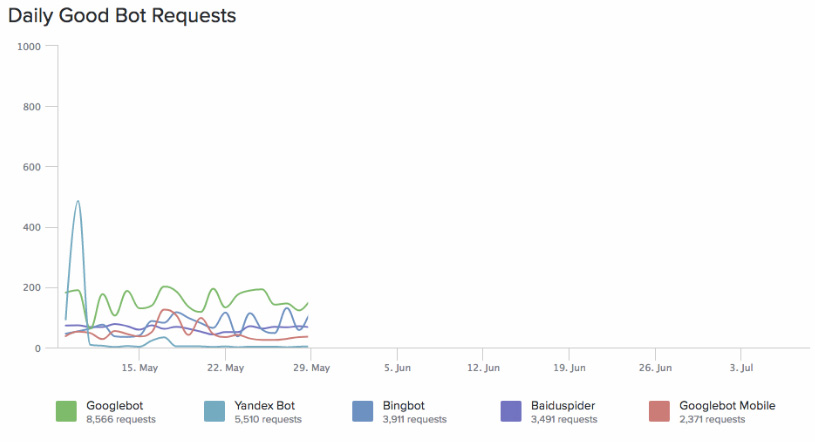 Daily Good Bot Requests
1000
800
600
400
200
0
15. May 22. May 29. May 5. Jun 12. Jun 19. Jun 26. Jun 3. Jul
Googlebot Yandex Bot Bingbot Baiduspider Googlebot Mobile
8,566 requests 5,510 requests 3,911 requests 3,491 requests 2,371 requests